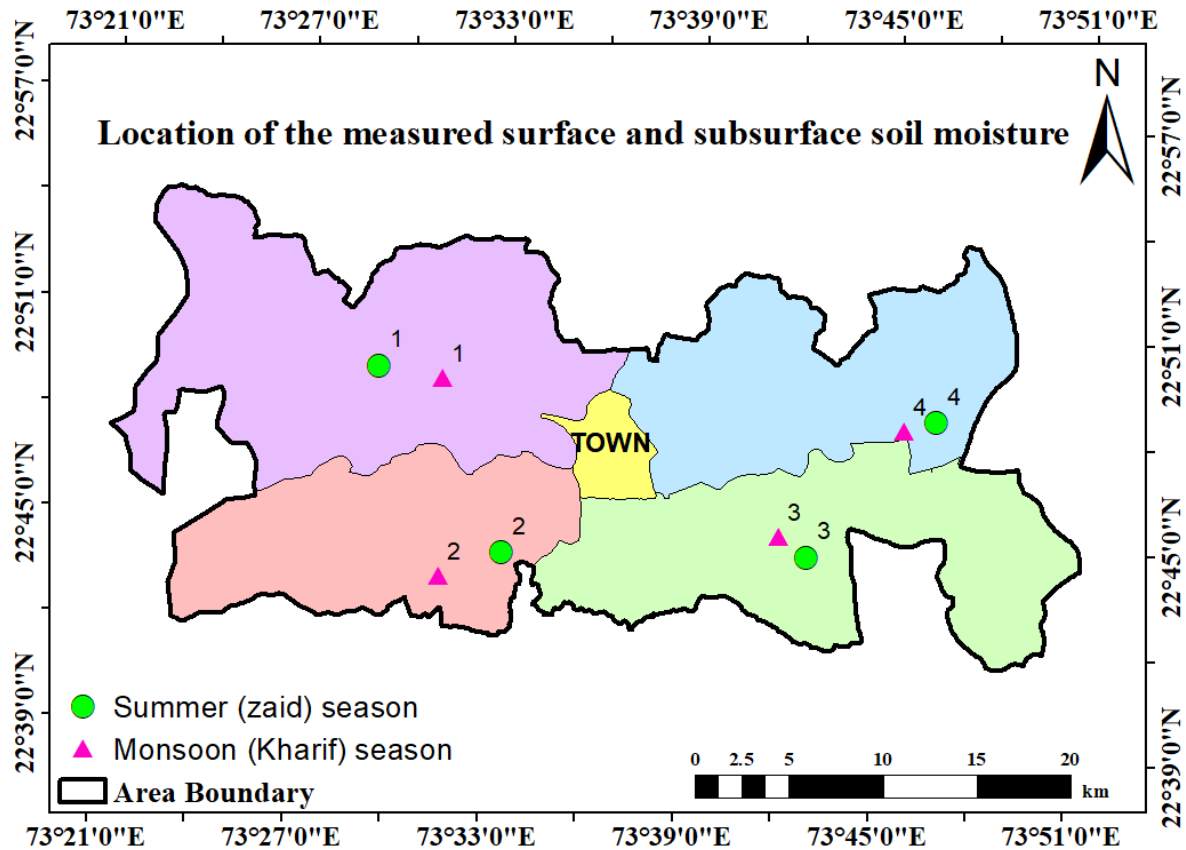 73°21'0"E 73°27'0"E 73°33'0"E 73°39'0"E 73°45'0"E 73°51'0"E
N
22°57'0"N
22°57'0"N
Location of the measured surface and subsurface soil moisture
22°51'0"N
22°51'0"N
1
1
4
4
TOWN
22°45'0"N
22°45'0"N
2
2
3
3
22°39'0"N
22°39'0"N
Summer (zaid) season
Monsoon (Kharif) season
Area Boundary
0 2.5 5 10 15 20
km
73°21'0"E 73°27'0"E 73°33'0"E 73°39'0"E 73°45'0"E 73°51'0"E